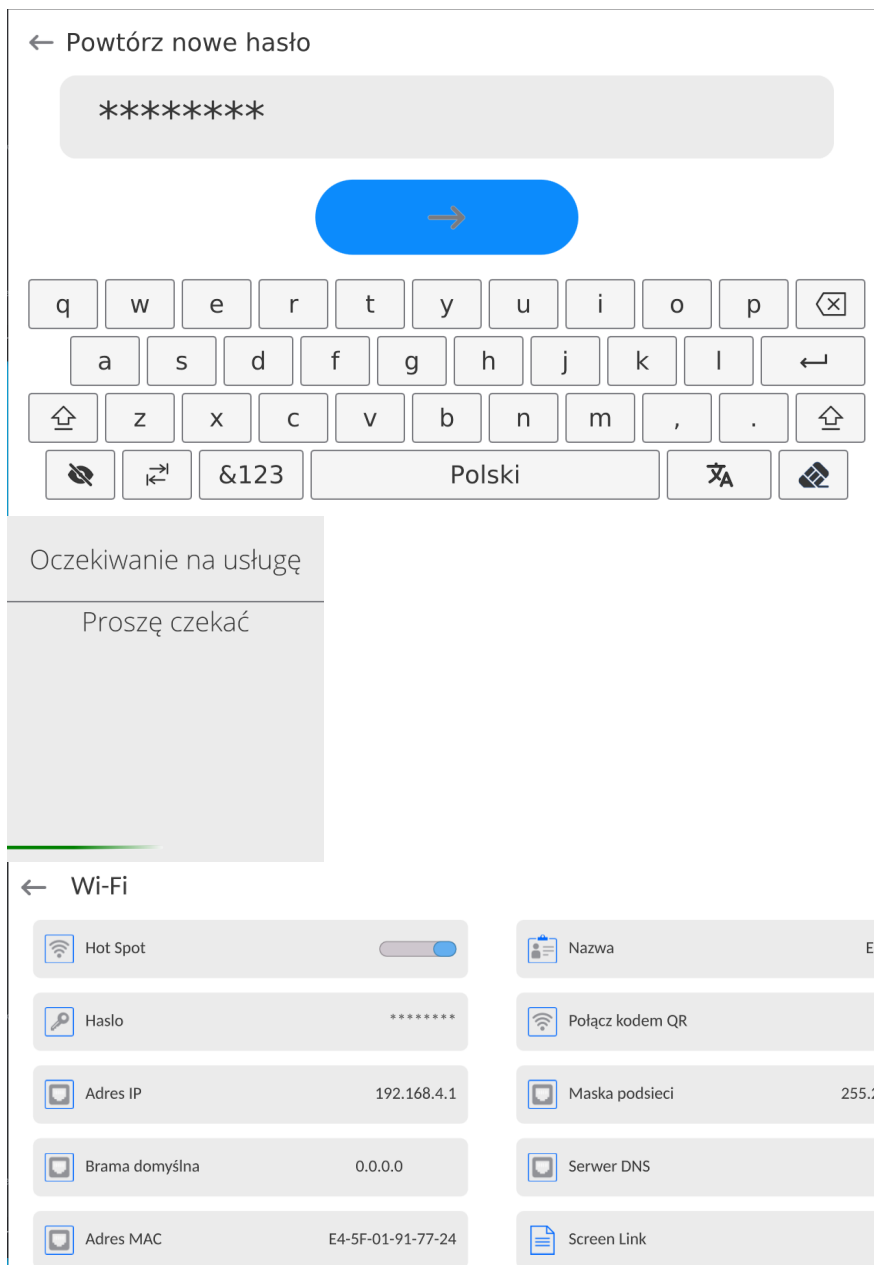 Powtórz nowe hasło
********
q w e r t y u i o p
a s d f g h j k l
z x c v b n m , .
&123 Polski
Oczekiwanie na usługę
Proszę czekać
Wi-Fi
Hot Spot
Nazwa E
Haslo ********
Połącz kodem QR
Adres IP 192.168.4.1
Maska podsieci 255.2
Brama domyślna 0.0.0.0
Serwer DNS
Adres MAC E4-5F-01-91-77-24
Screen Link